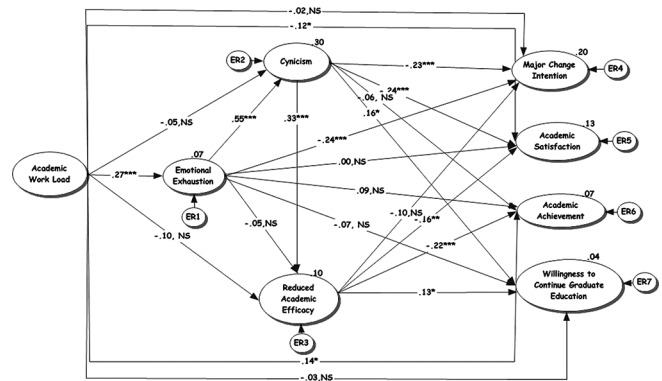 -.02,NS
-.12*
.30
ER2
Cynicism
-.23***
.20
Major Change
Intention
ER4
-.24***
-.06, NS
.16*
-.05,NS
.55***
.33***
-.24***
.13
Academic
Satisfaction
ER5
.07
Academic
Work Load
.27***
Emotional
Exhaustion
.00,NS
.09,NS
.07
Academic
Achievement
ER6
ER1
-.10, NS
-.05,NS
-.07, NS
-.10,NS
-.16**
-.22***
.10
Reduced
Academic
Efficacy
.13*
.04
Willingness to
Continue Graduate
Education
ER7
ER3
.14*
-.03,NS